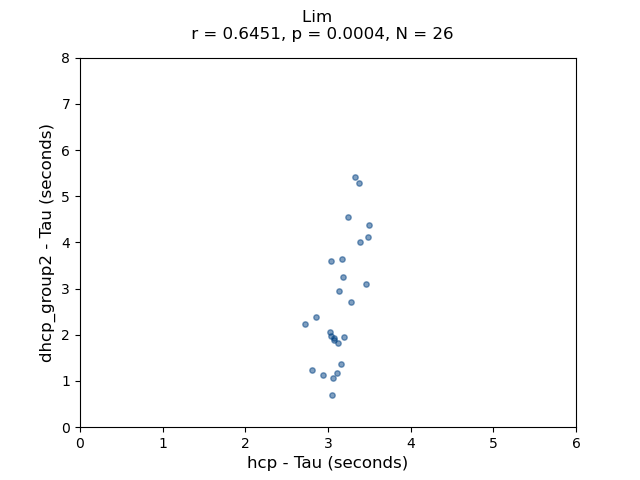 Lim
r = 0.6451, p = 0.0004, N = 26
8
7
6
5
4
3
2
1
0
dhcp_group2 - Tau (seconds)
0 1 2 3 4 5 6
hcp - Tau (seconds)